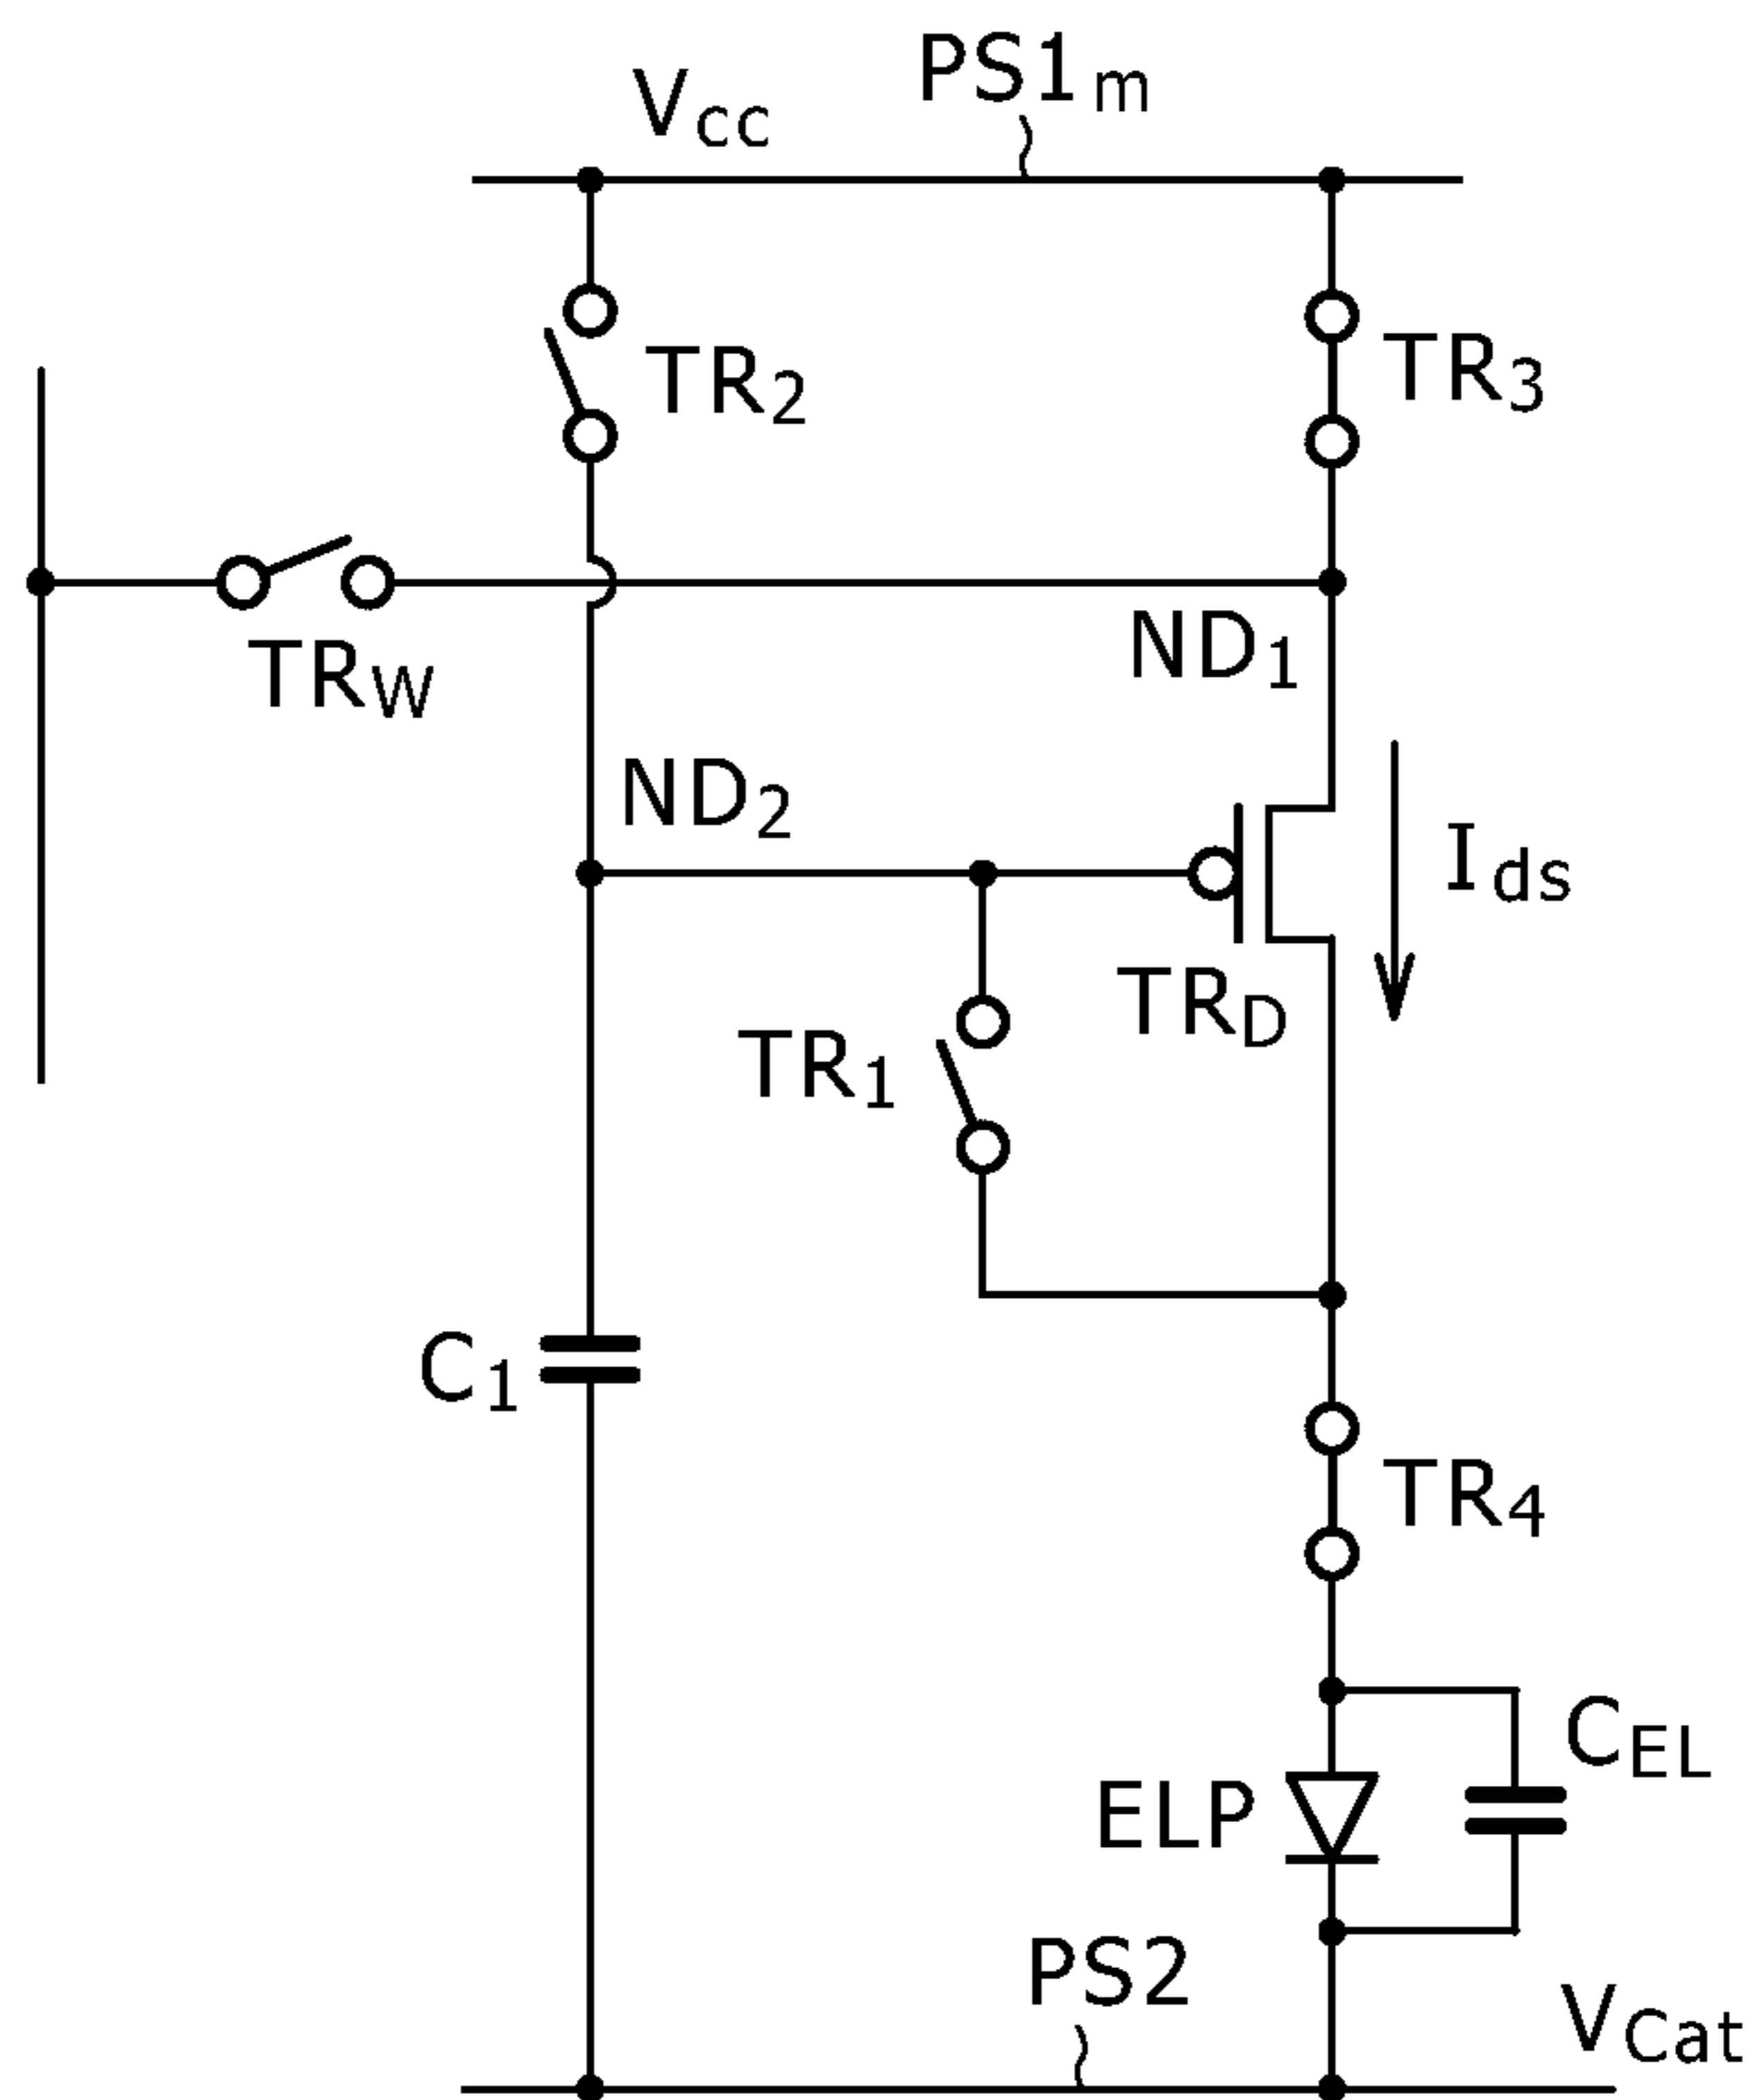 PS1m
Vcc
TR2
TR3
TRW
ND1
ND2
Ids
TRD
TR1
C1
TR4
CEL
ELP
PS2
VCat